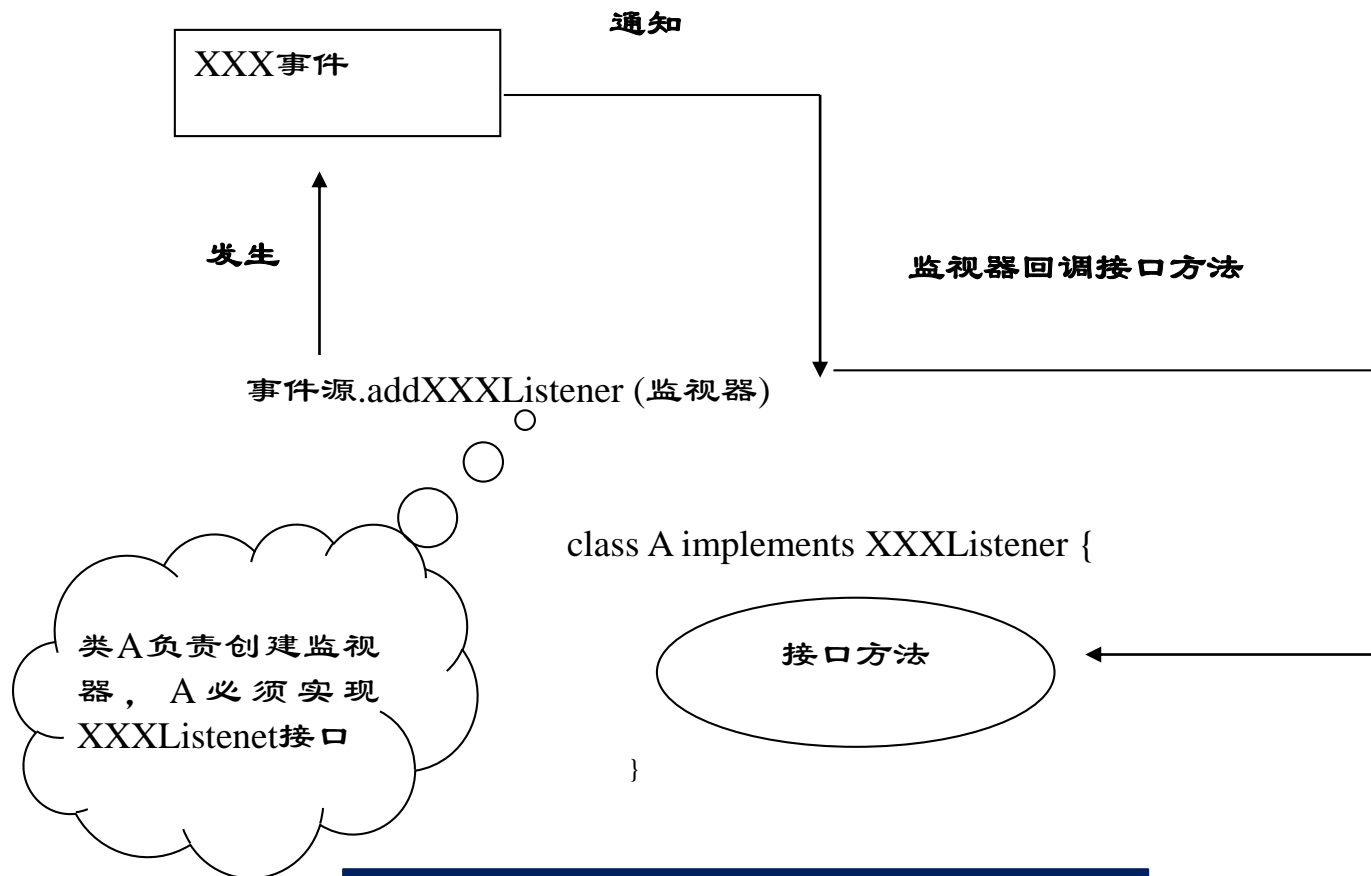 通知
XXX事件
发生
监视器回调接口方法
事件源.addXXXListener (监视器)
class A implements XXXListener {
接口方法
}
类A负责创建监视
器，A必须实现
XXXListenet接口